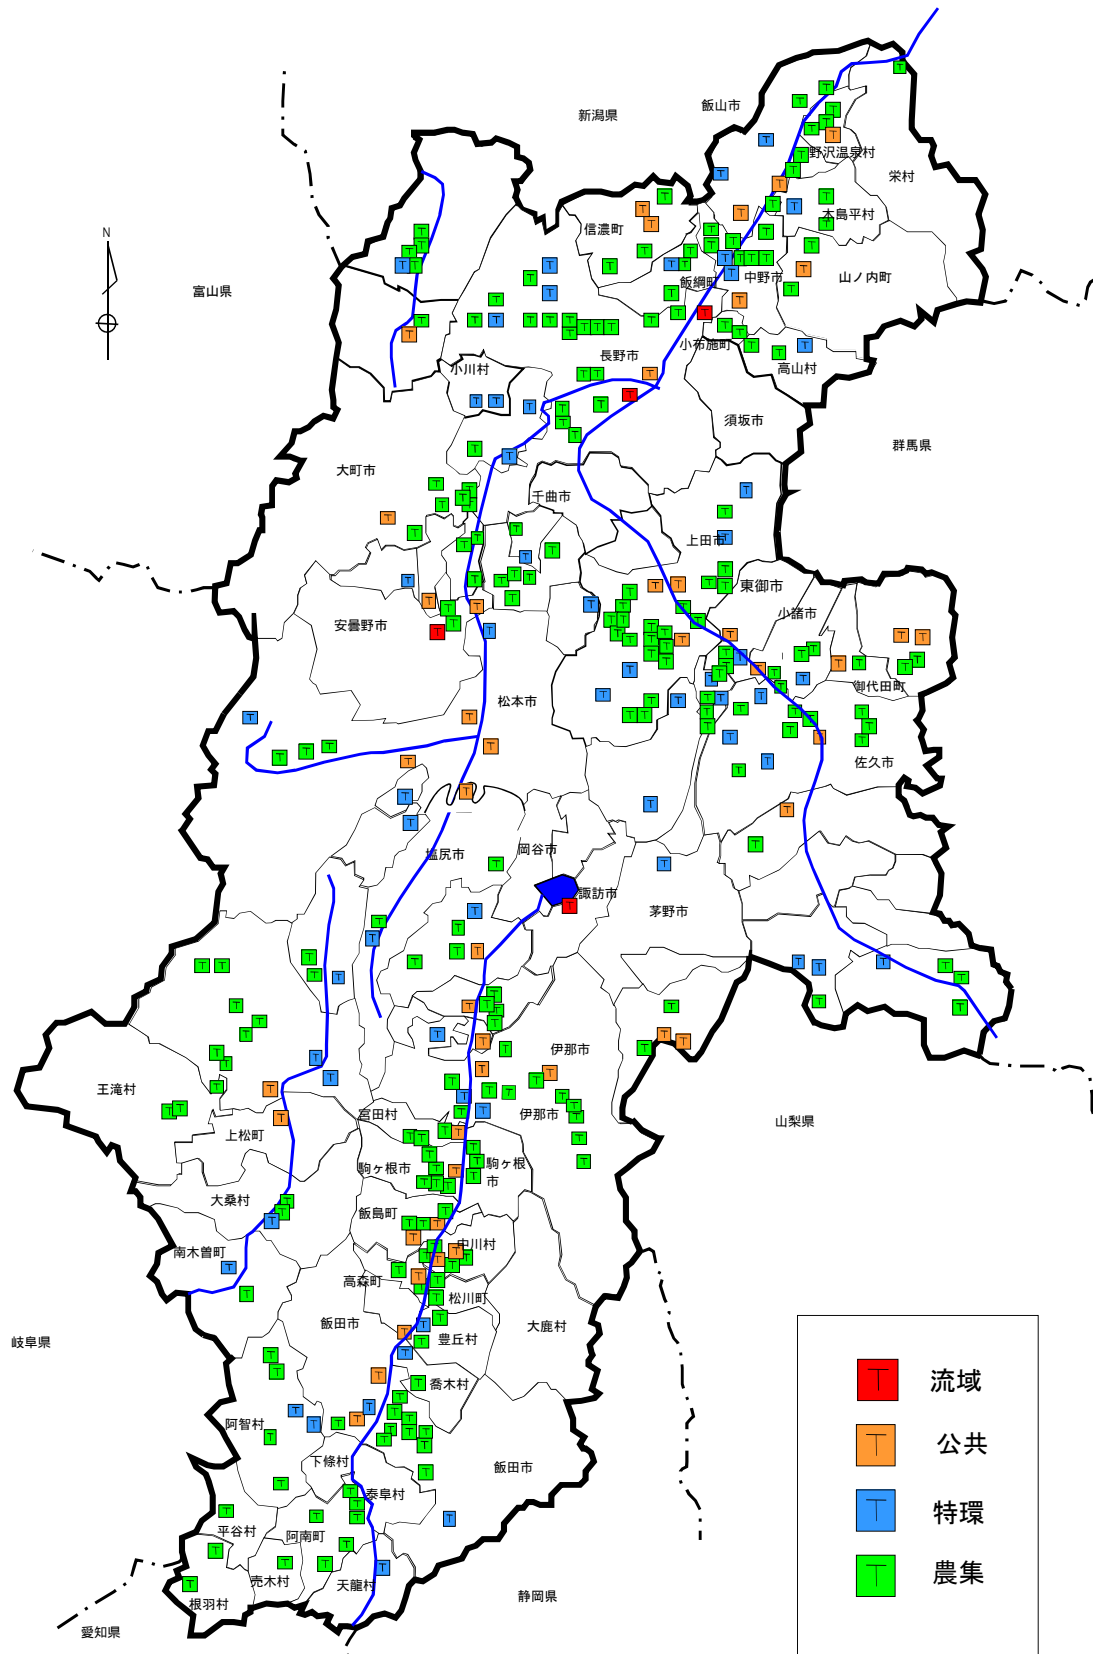 飯山市
新潟県
野沢温泉村
栄村
木島平村
信濃町
N
飯綱町
中野市
山ノ内町
富山県
小布施町
長野市
高山村
小川村
須坂市
群馬県
大町市
千曲市
上田市
東御市
小諸市
安曇野市
御代田町
松本市
佐久市
塩尻市
岡谷市
諏訪市
茅野市
伊那市
王滝村
宮田村
伊那市
山梨県
上松町
駒ヶ根市
駒ヶ根
市
大桑村
飯島町
南木曽町
中川村
高森町
松川町
飯田市
豊丘村
大鹿村
岐阜県
喬木村
流域
阿智村
公共
下條村
飯田市
泰阜村
特環
平谷村
阿南町
農集
売木村
天龍村
静岡県
根羽村
愛知県